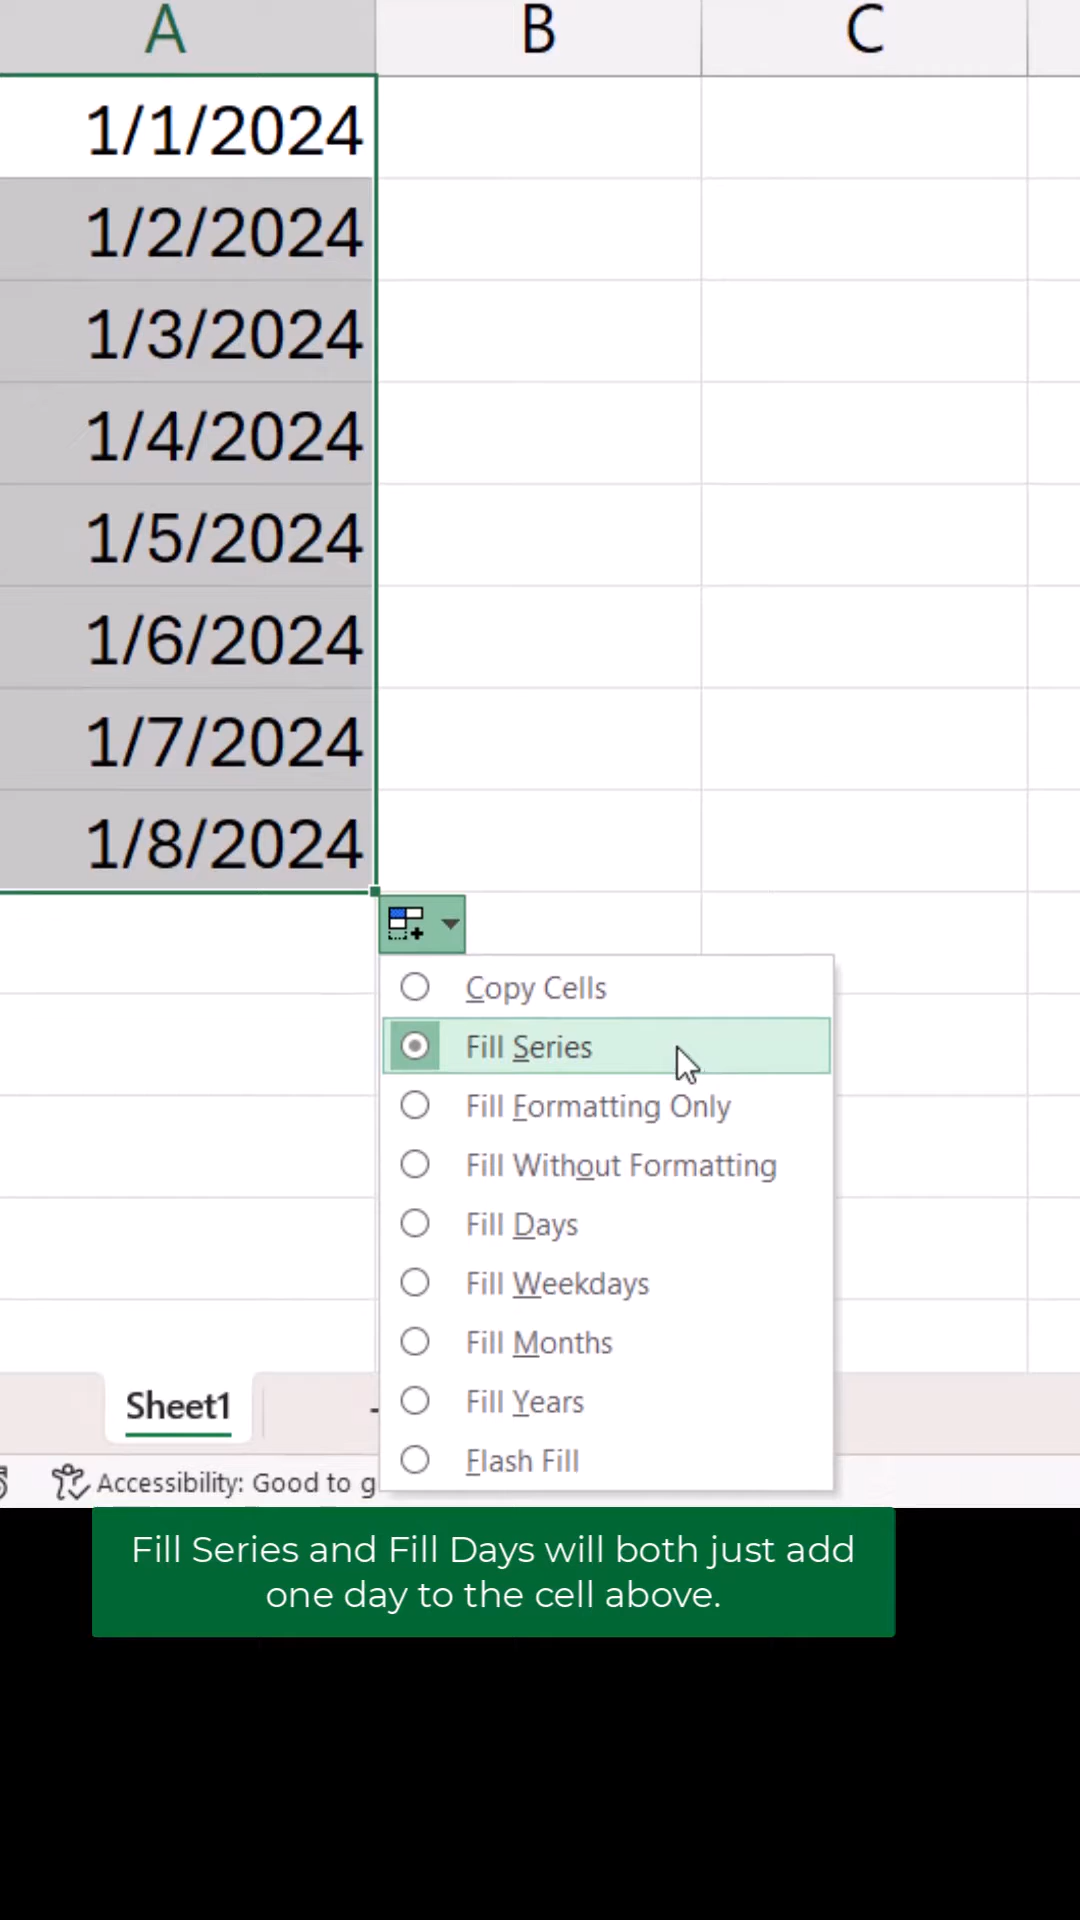 A B C
1/1/2024
1/2/2024
1/3/2024
1/4/2024
1/5/2024
1/6/2024
1/7/2024
1/8/2024
Copy Cells
Fill Series
Fill Formatting Only
Fill Without Formatting
Fill Days
Fill Weekdays
Fill Months
Fill Years
Flash Fill
Sheet1
Accessibility: Good to g
Fill Series and Fill Days will both just add
one day to the cell above.